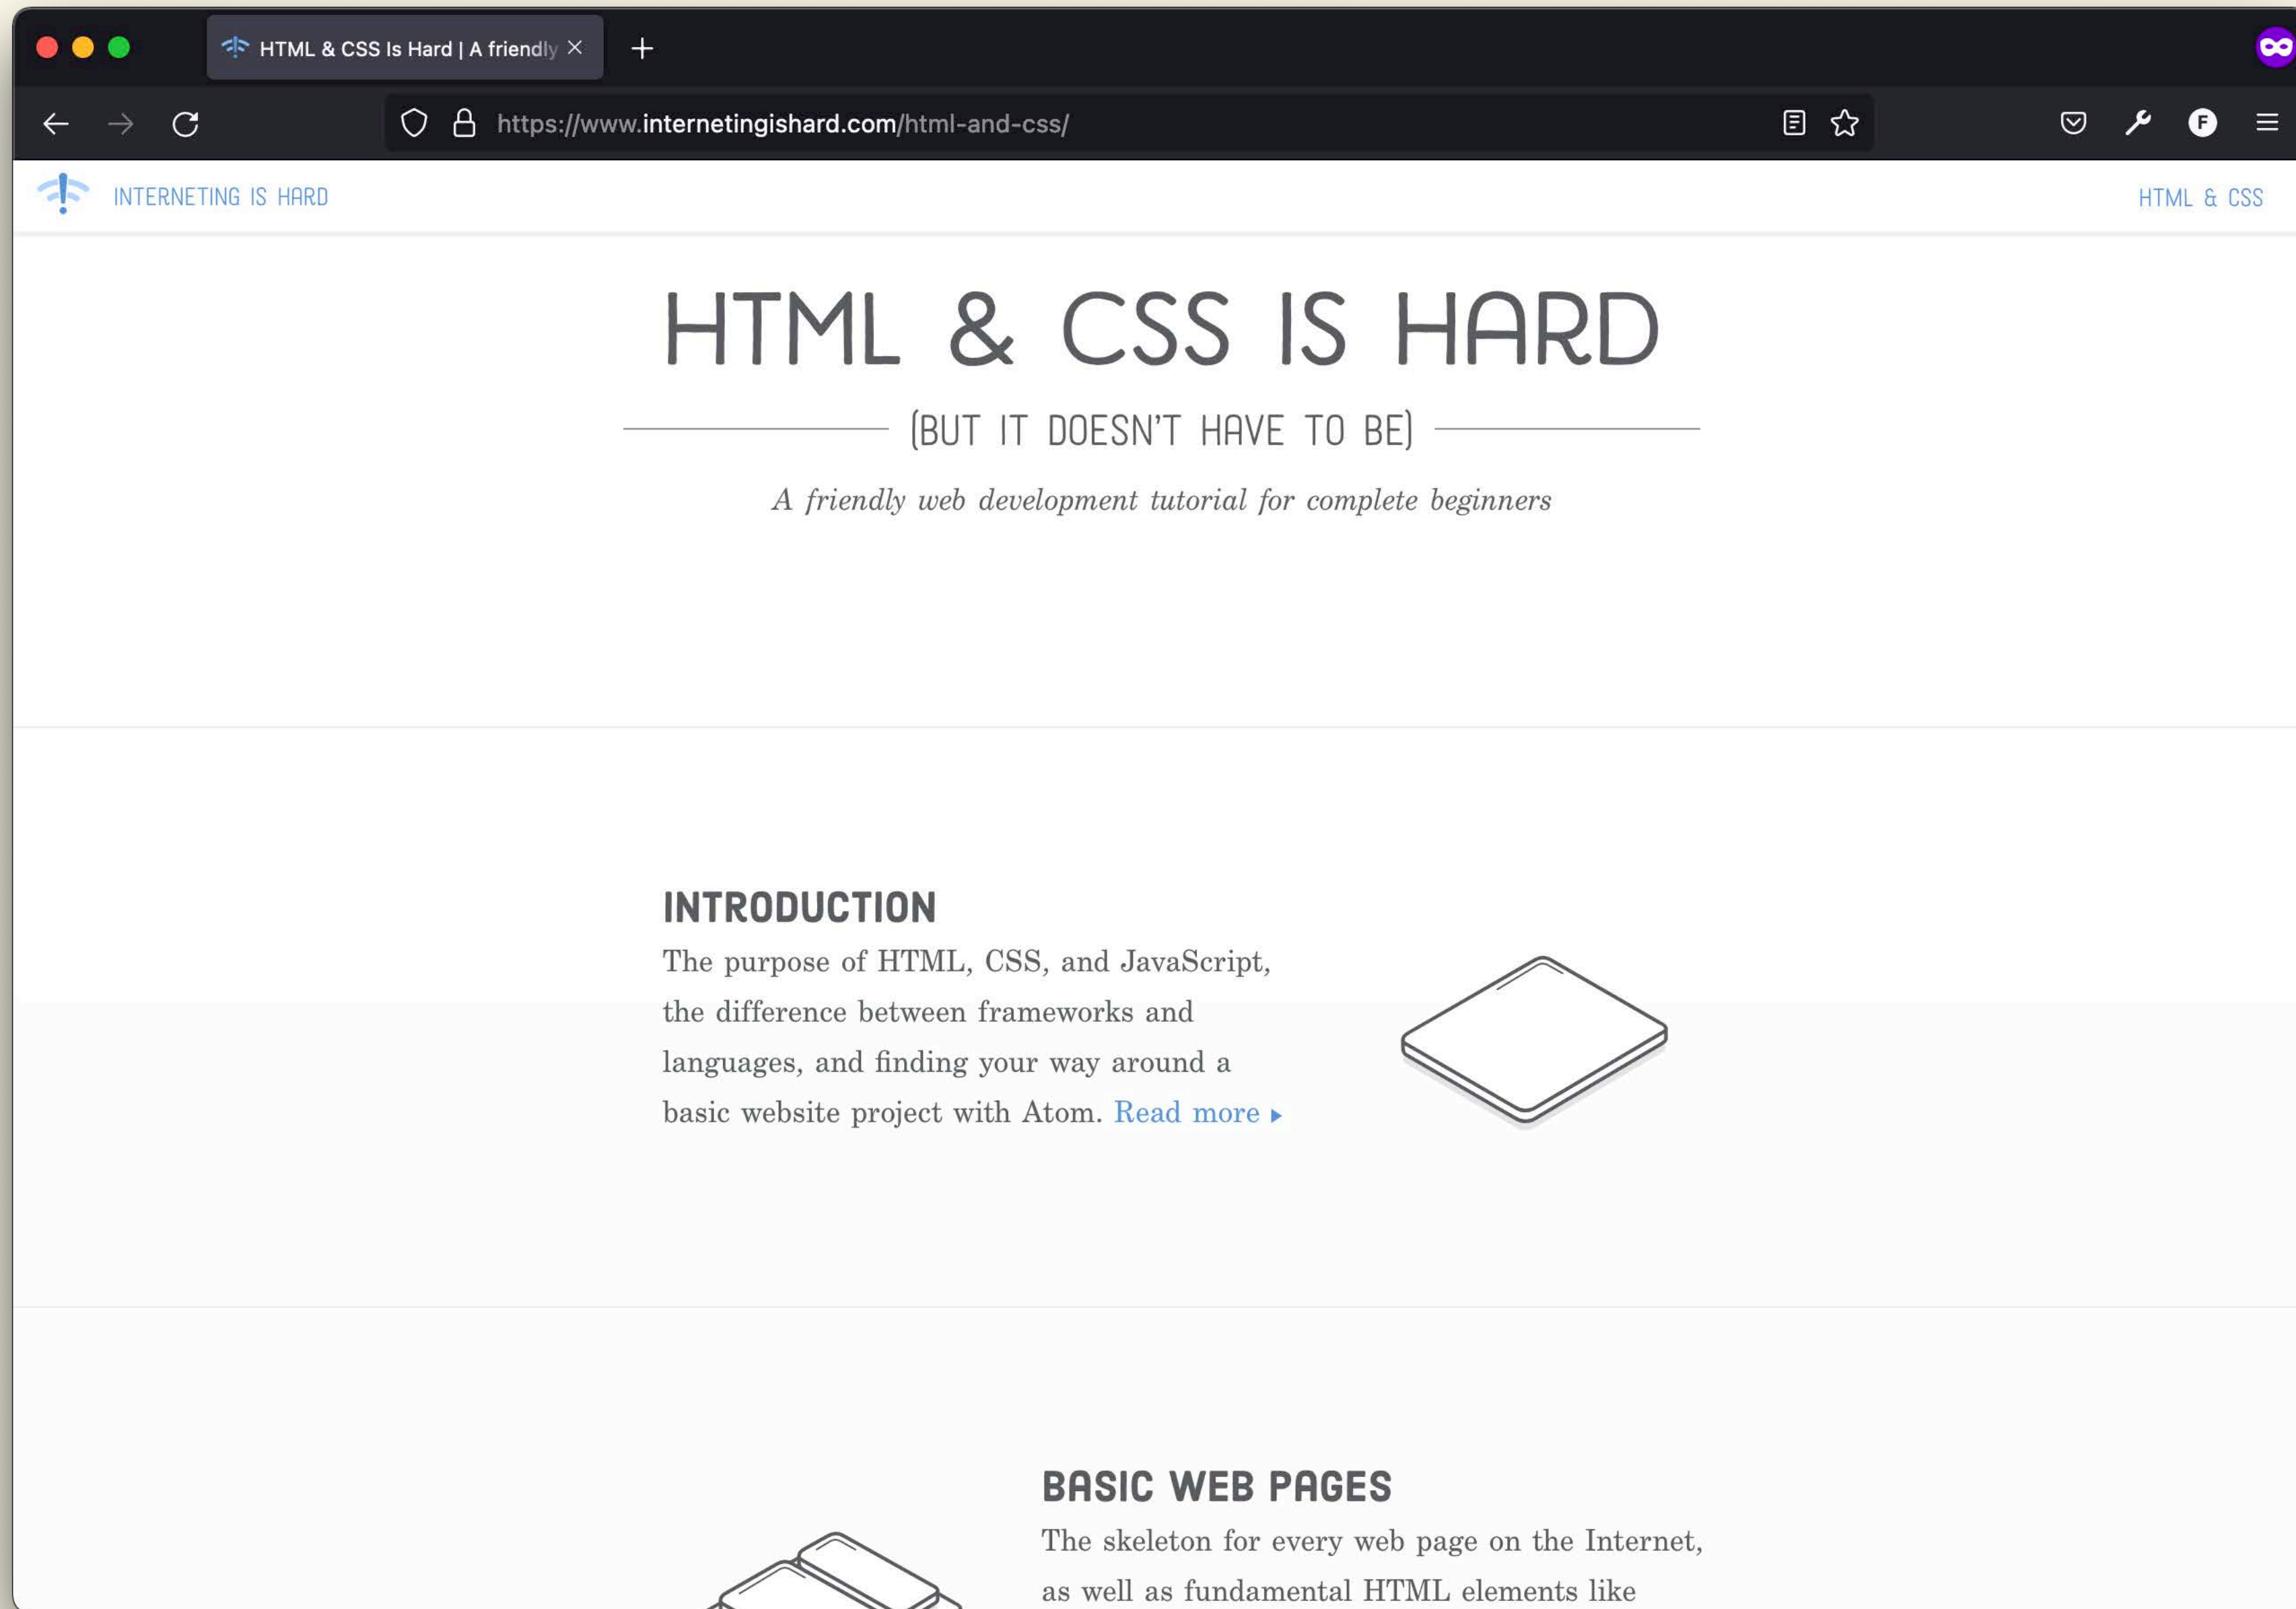 HTML & CSS Is Hard | A friendly
https://www.internetingishard.com/html-and-css/
F
INTERNETING IS HARD
HTML & CSS
HTML & CSS IS HARD
(BUT IT DOESN'T HAVE TO BE)
A friendly web development tutorial for complete beginners
INTRODUCTION
The purpose of HTML, CSS, and JavaScript,
the difference between frameworks and
languages, and finding your way around a
basic website project with Atom. Read more ▸
BASIC WEB PAGES
The skeleton for every web page on the Internet,
as well as fundamental HTML elements like